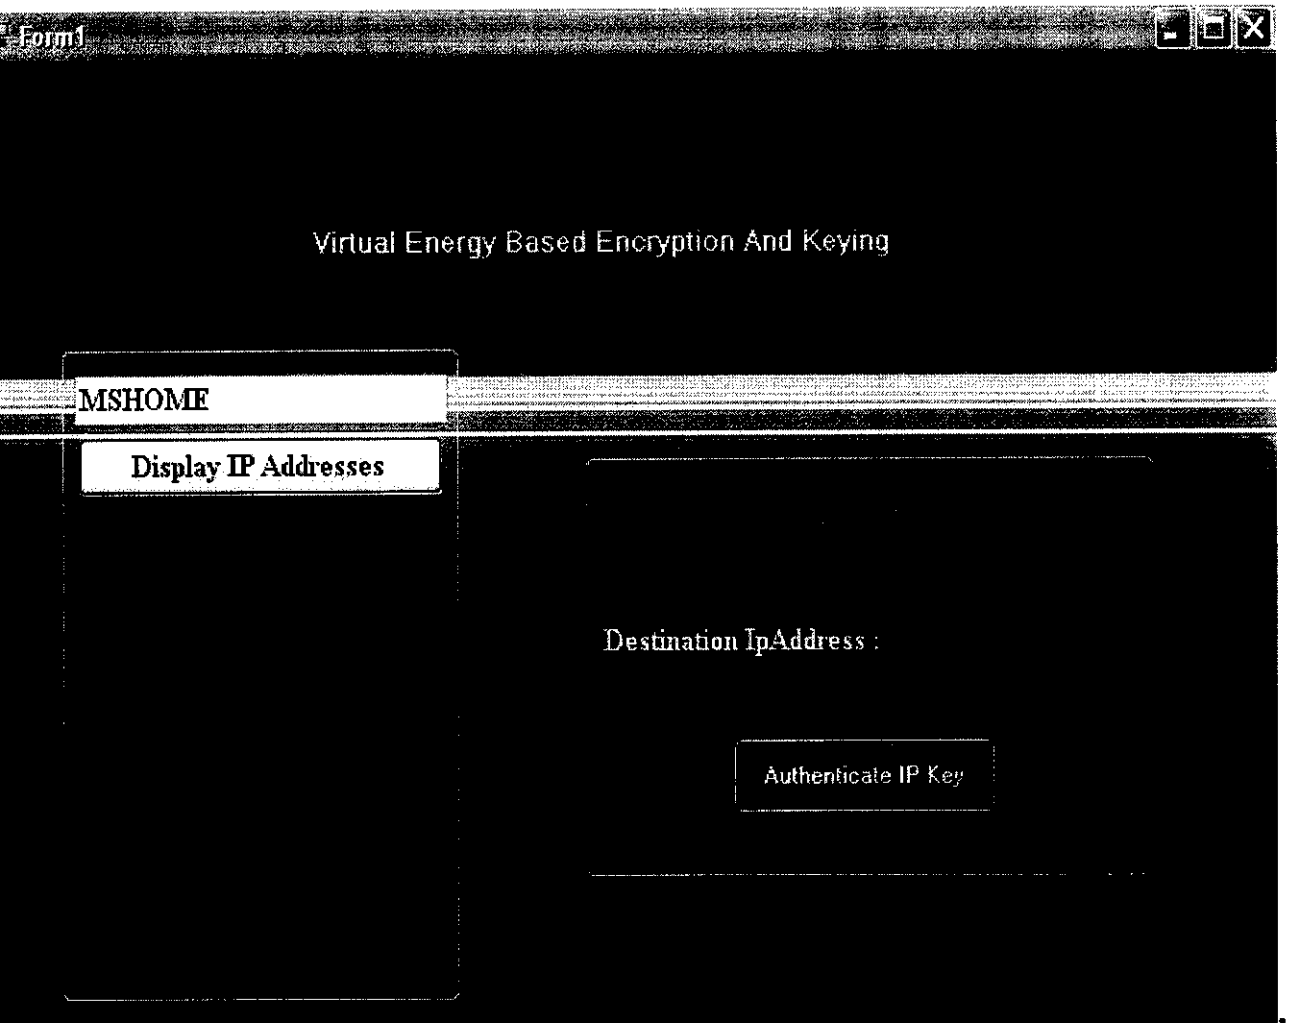 Form1
Virtual Energy Based Encryption And Keying
MSHOME
Display IP Addresses
Destination IpAddress :
Authenticate IP Key